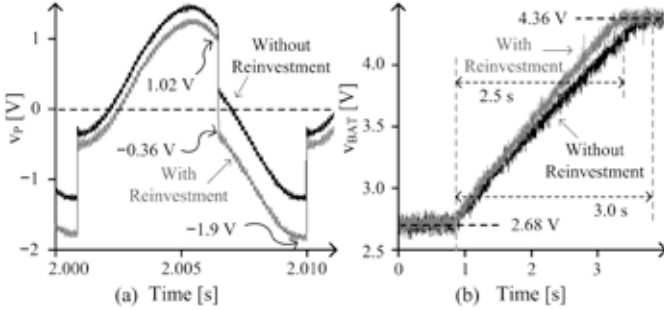 1
0
−1
−2
vP
[V]
2.000
2.005
2.010
(a) Time [s]
Without
Reinvestment
1.02 V
−0.36 V
With
Reinvestment
−1.9 V
4.0
3.5
3.0
2.5
vBAT
[V]
0
1
2
3
(b) Time [s]
4.36 V
With
Reinvestment
2.5 s
Without
Reinvestment
3.0 s
2.68 V